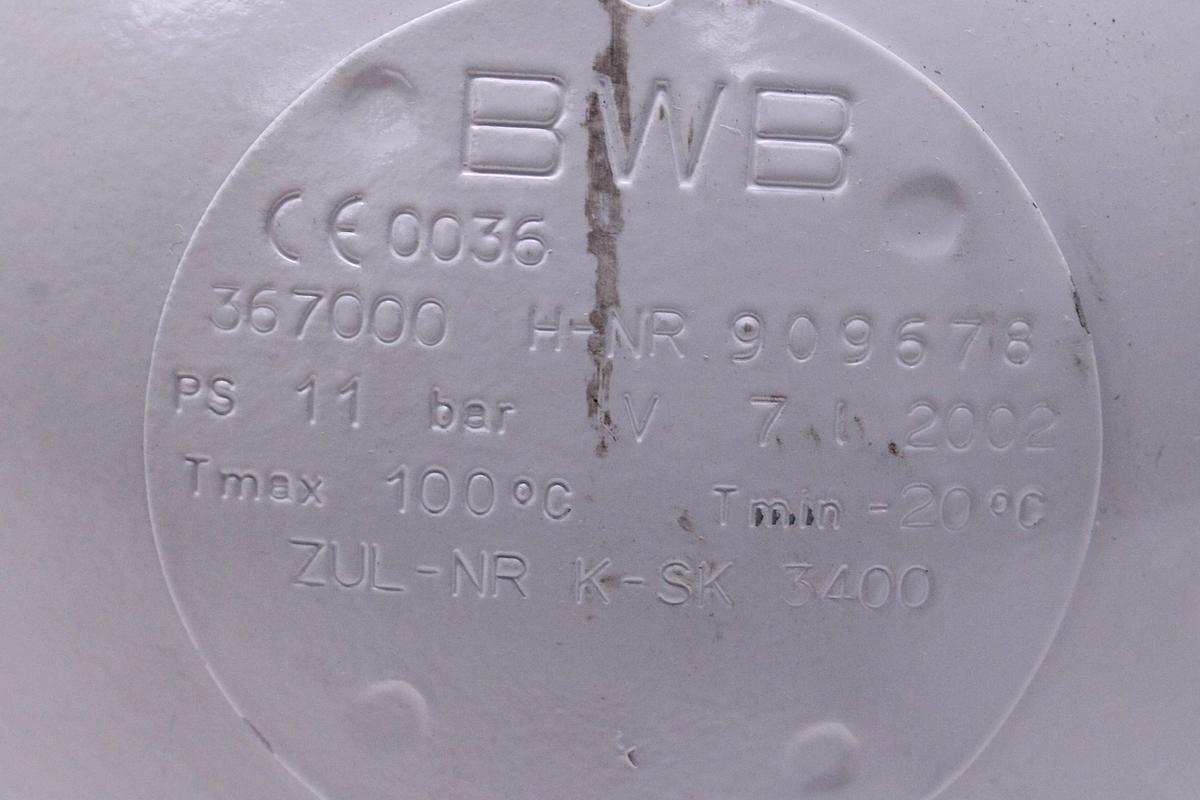 BWB
CE 0036
367000 H-NR 909678
PS 11 bar V 7 l 2002
Tmax 100°C Tmin -20°C
ZUL-NR K-SK 3400